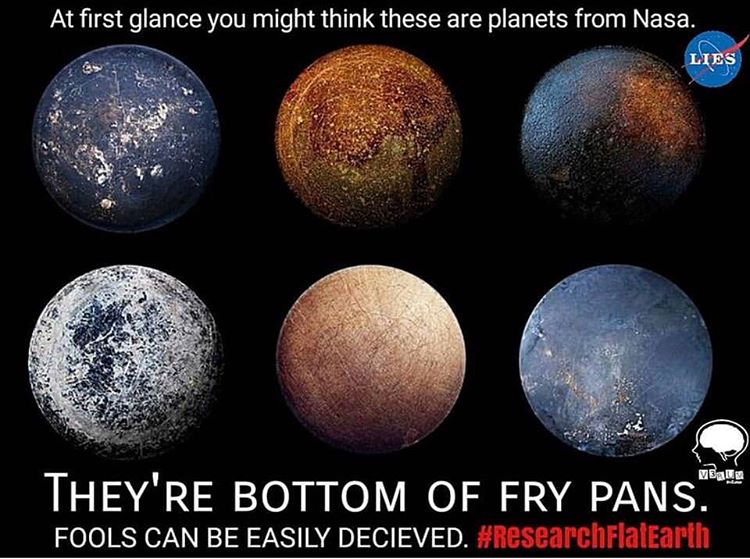 At first glance you might think these are planets from Nasa.
LIES
THEY'RE BOTTOM OF FRY PANS.
FOOLS CAN BE EASILY DECIEVED. #ResearchFlatEarth